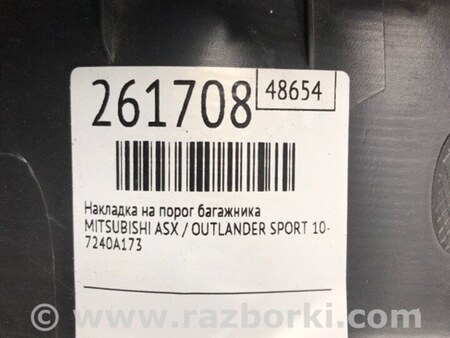 261708
48654
Накладка на порог багажника
MITSUBISHI ASX / OUTLANDER SPORT 10-
7240A173
© www.razborki.com